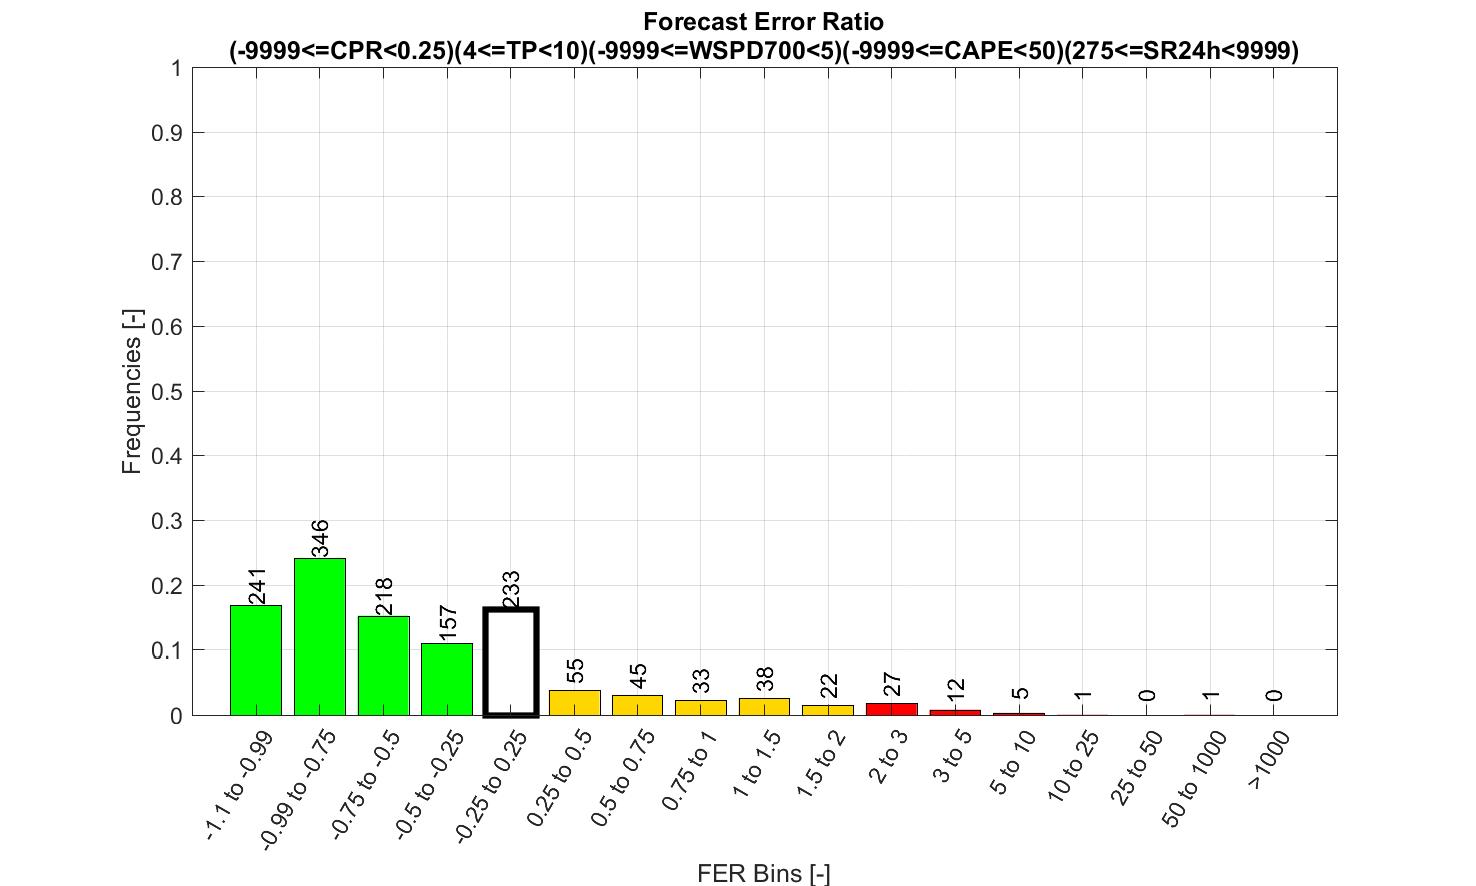 Forecast Error Ratio
(-9999<=CPR<0.25)(4<=TP<10)(-9999<=WSPD700<5)(-9999<=CAPE<50)(275<=SR24h<9999)
1
0.9
0.8
0.7
0.6
0.5
0.4
0.3
0.2
0.1
0
Frequencies [-]
241
346
218
157
233
55
45
33
38
22
27
12
5
1
0
1
0
-1.1 to -0.99
-0.99 to -0.75
-0.75 to -0.5
-0.5 to -0.25
-0.25 to 0.25
0.25 to 0.5
0.5 to 0.75
0.75 to 1
1 to 1.5
1.5 to 2
2 to 3
3 to 5
5 to 10
10 to 25
25 to 50
50 to 1000
>1000
FER Bins [-]